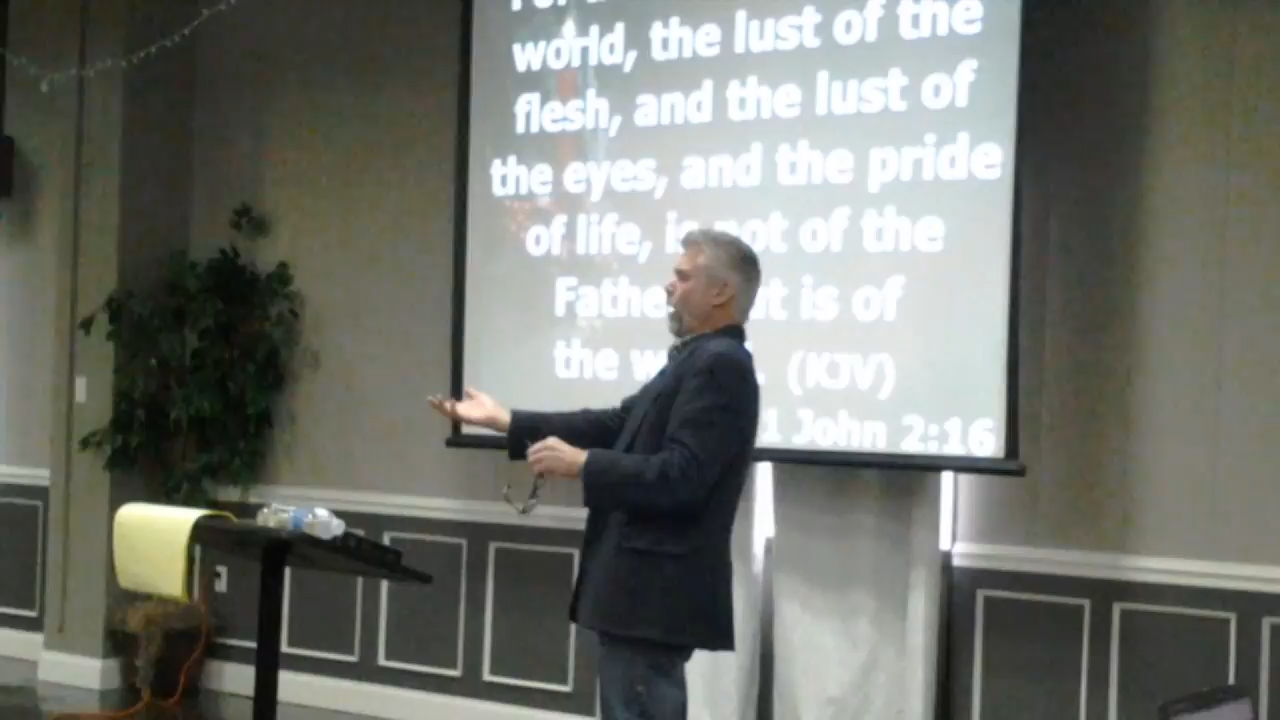 world, the lust of the
flesh, and the lust of
the eyes, and the pride
of life, is not of the
Father, but is of
the w
(KJV)
1 John 2:16